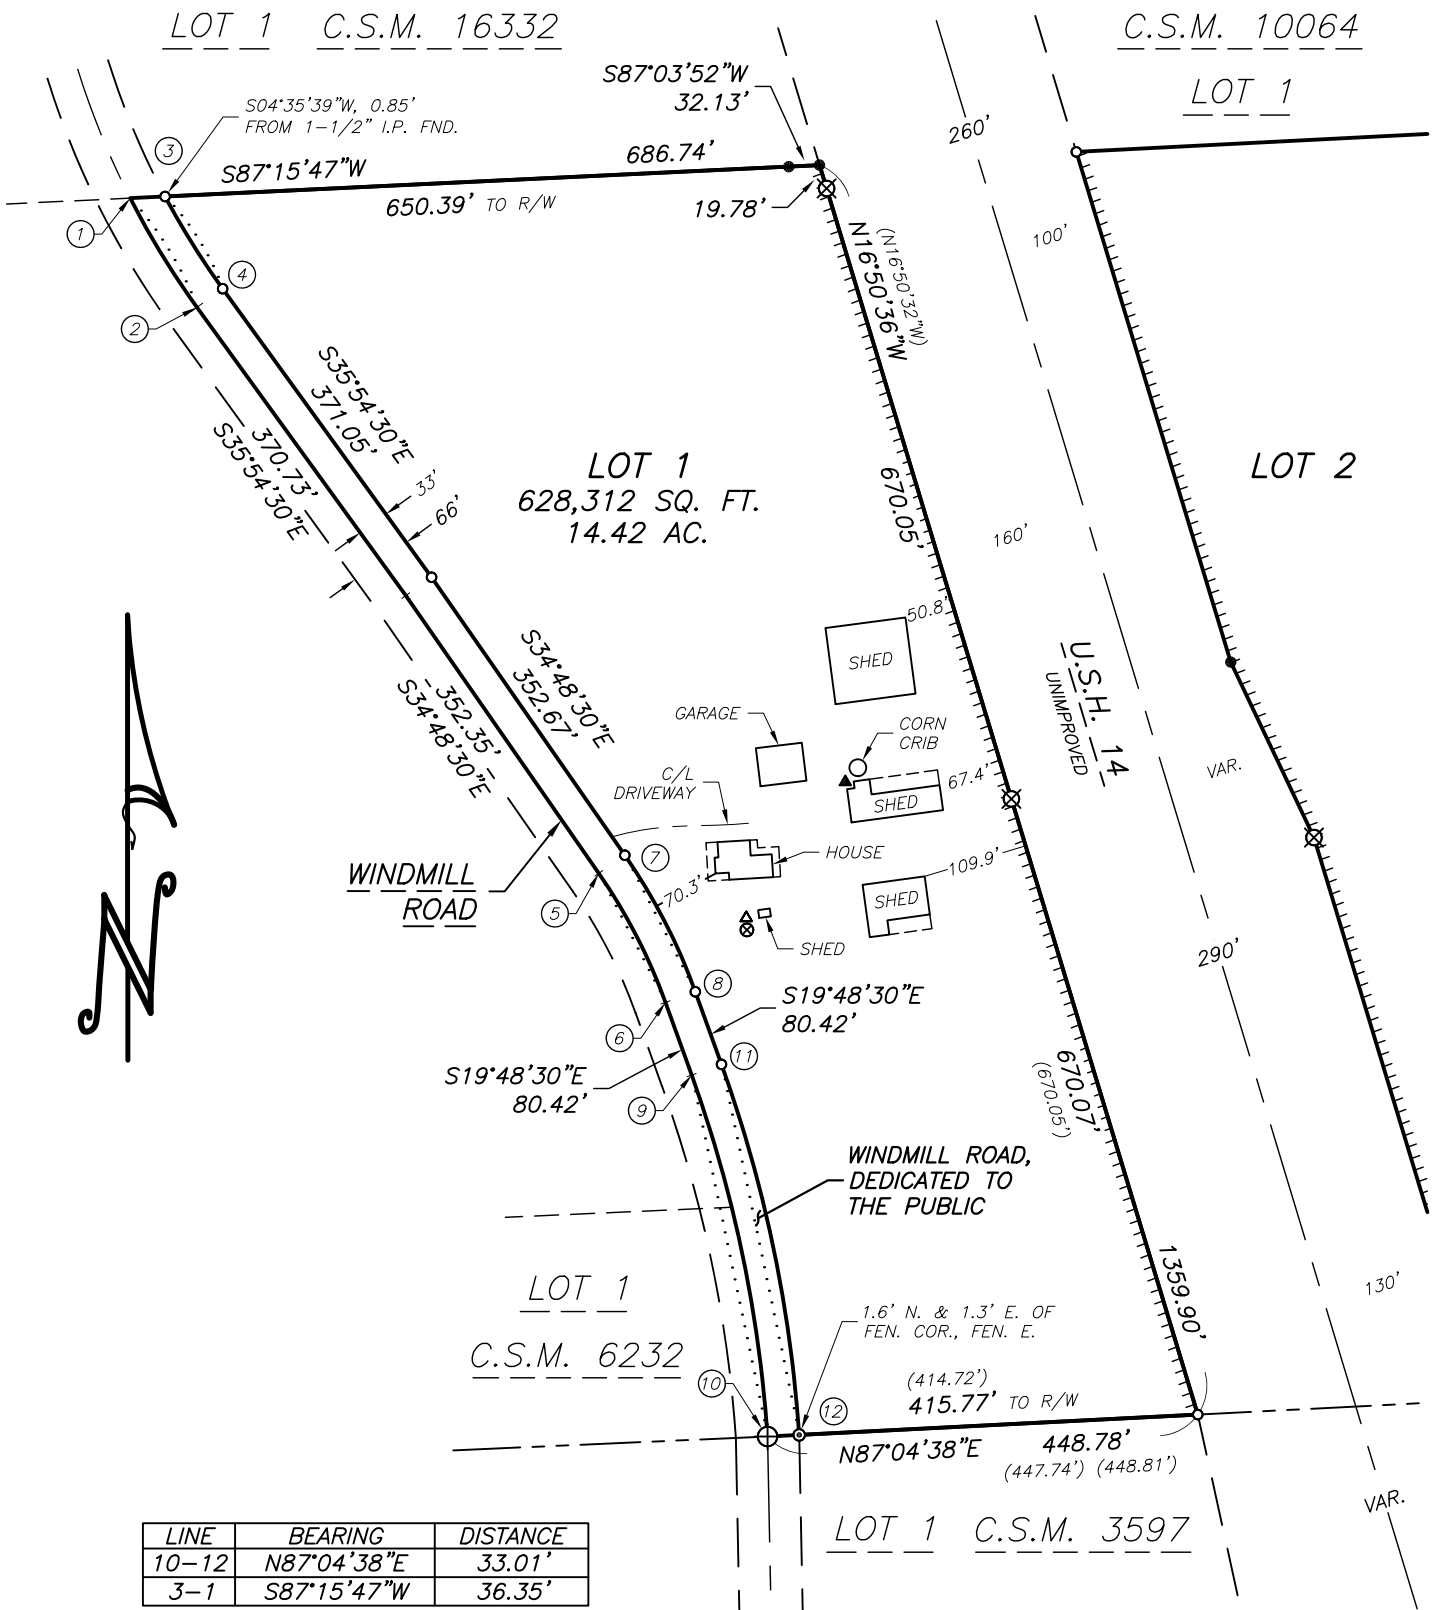 LOT 1 C.S.M. 16332
C.S.M. 10064
LOT 1
S87°03'52"W
32.13'
S04°35'39"W, 0.85'
FROM 1-1/2" I.P. FND.
3
S87°15'47"W
686.74'
650.39' TO R/W
19.78'
260'
100'
1
4
2
N16°50'36"W
(N16°50'32"W)
S35°54'30"E
371.05'
370.73'
S35°54'30"E
33'
66'
LOT 1
628,312 SQ. FT.
14.42 AC.
670.05'
160'
LOT 2
50.8'
SHED
U.S.H. 14
UNIMPROVED
S34°48'30"E
352.67'
352.35'
S34°48'30"E
GARAGE
CORN
CRIB
C/L
DRIVEWAY
SHED
67.4'
VAR.
WINDMILL
ROAD
7
HOUSE
109.9'
5
70.3'
SHED
SHED
290'
8
S19°48'30"E
80.42'
6
11
S19°48'30"E
80.42'
9
670.07'
(670.05')
WINDMILL ROAD,
DEDICATED TO
THE PUBLIC
1359.90'
130'
LOT 1
C.S.M. 6232
1.6' N. & 1.3' E. OF
FEN. COR., FEN. E.
10
12
(414.72')
415.77' TO R/W
N87°04'38"E
448.78'
(447.74') (448.81')
VAR.
LOT 1 C.S.M. 3597
LINE BEARING DISTANCE
10-12 N87°04'38"E 33.01'
3-1 S87°15'47"W 36.35'
N